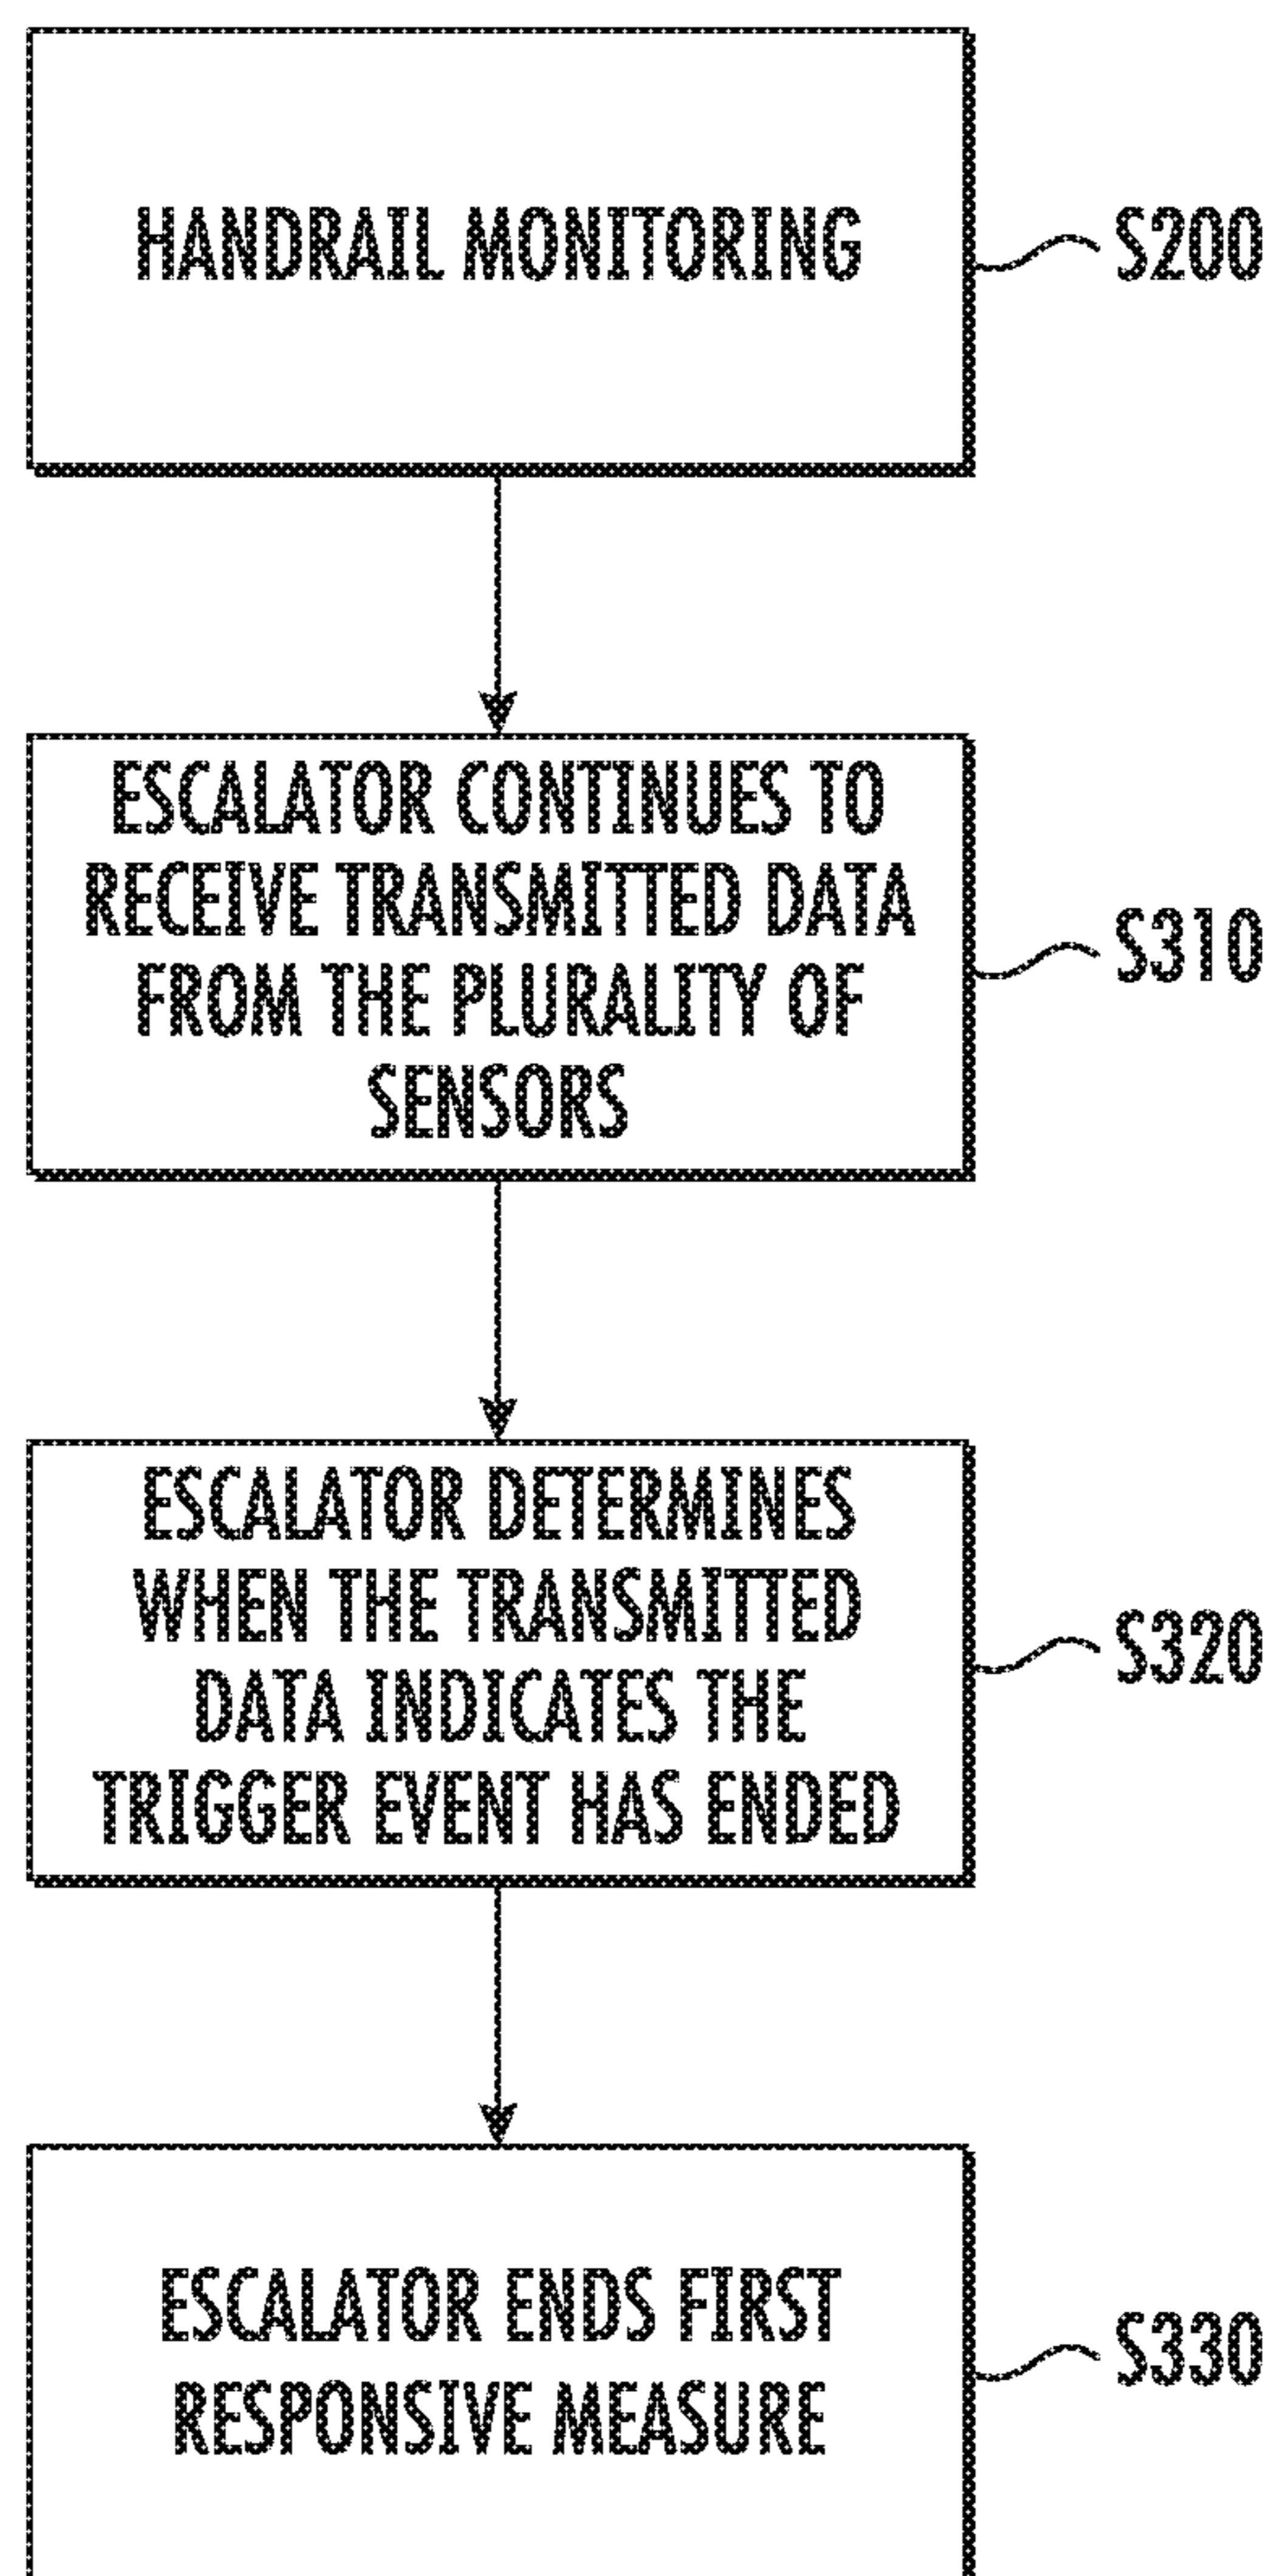 HANDRAIL MONITORING
S200
ESCALATOR CONTINUES TO
RECEIVE TRANSMITTED DATA
FROM THE PLURALITY OF
SENSORS
S310
ESCALATOR DETERMINES
WHEN THE TRANSMITTED
DATA INDICATES THE
TRIGGER EVENT HAS ENDED
S320
ESCALATOR ENDS FIRST
RESPONSIVE MEASURE
S330